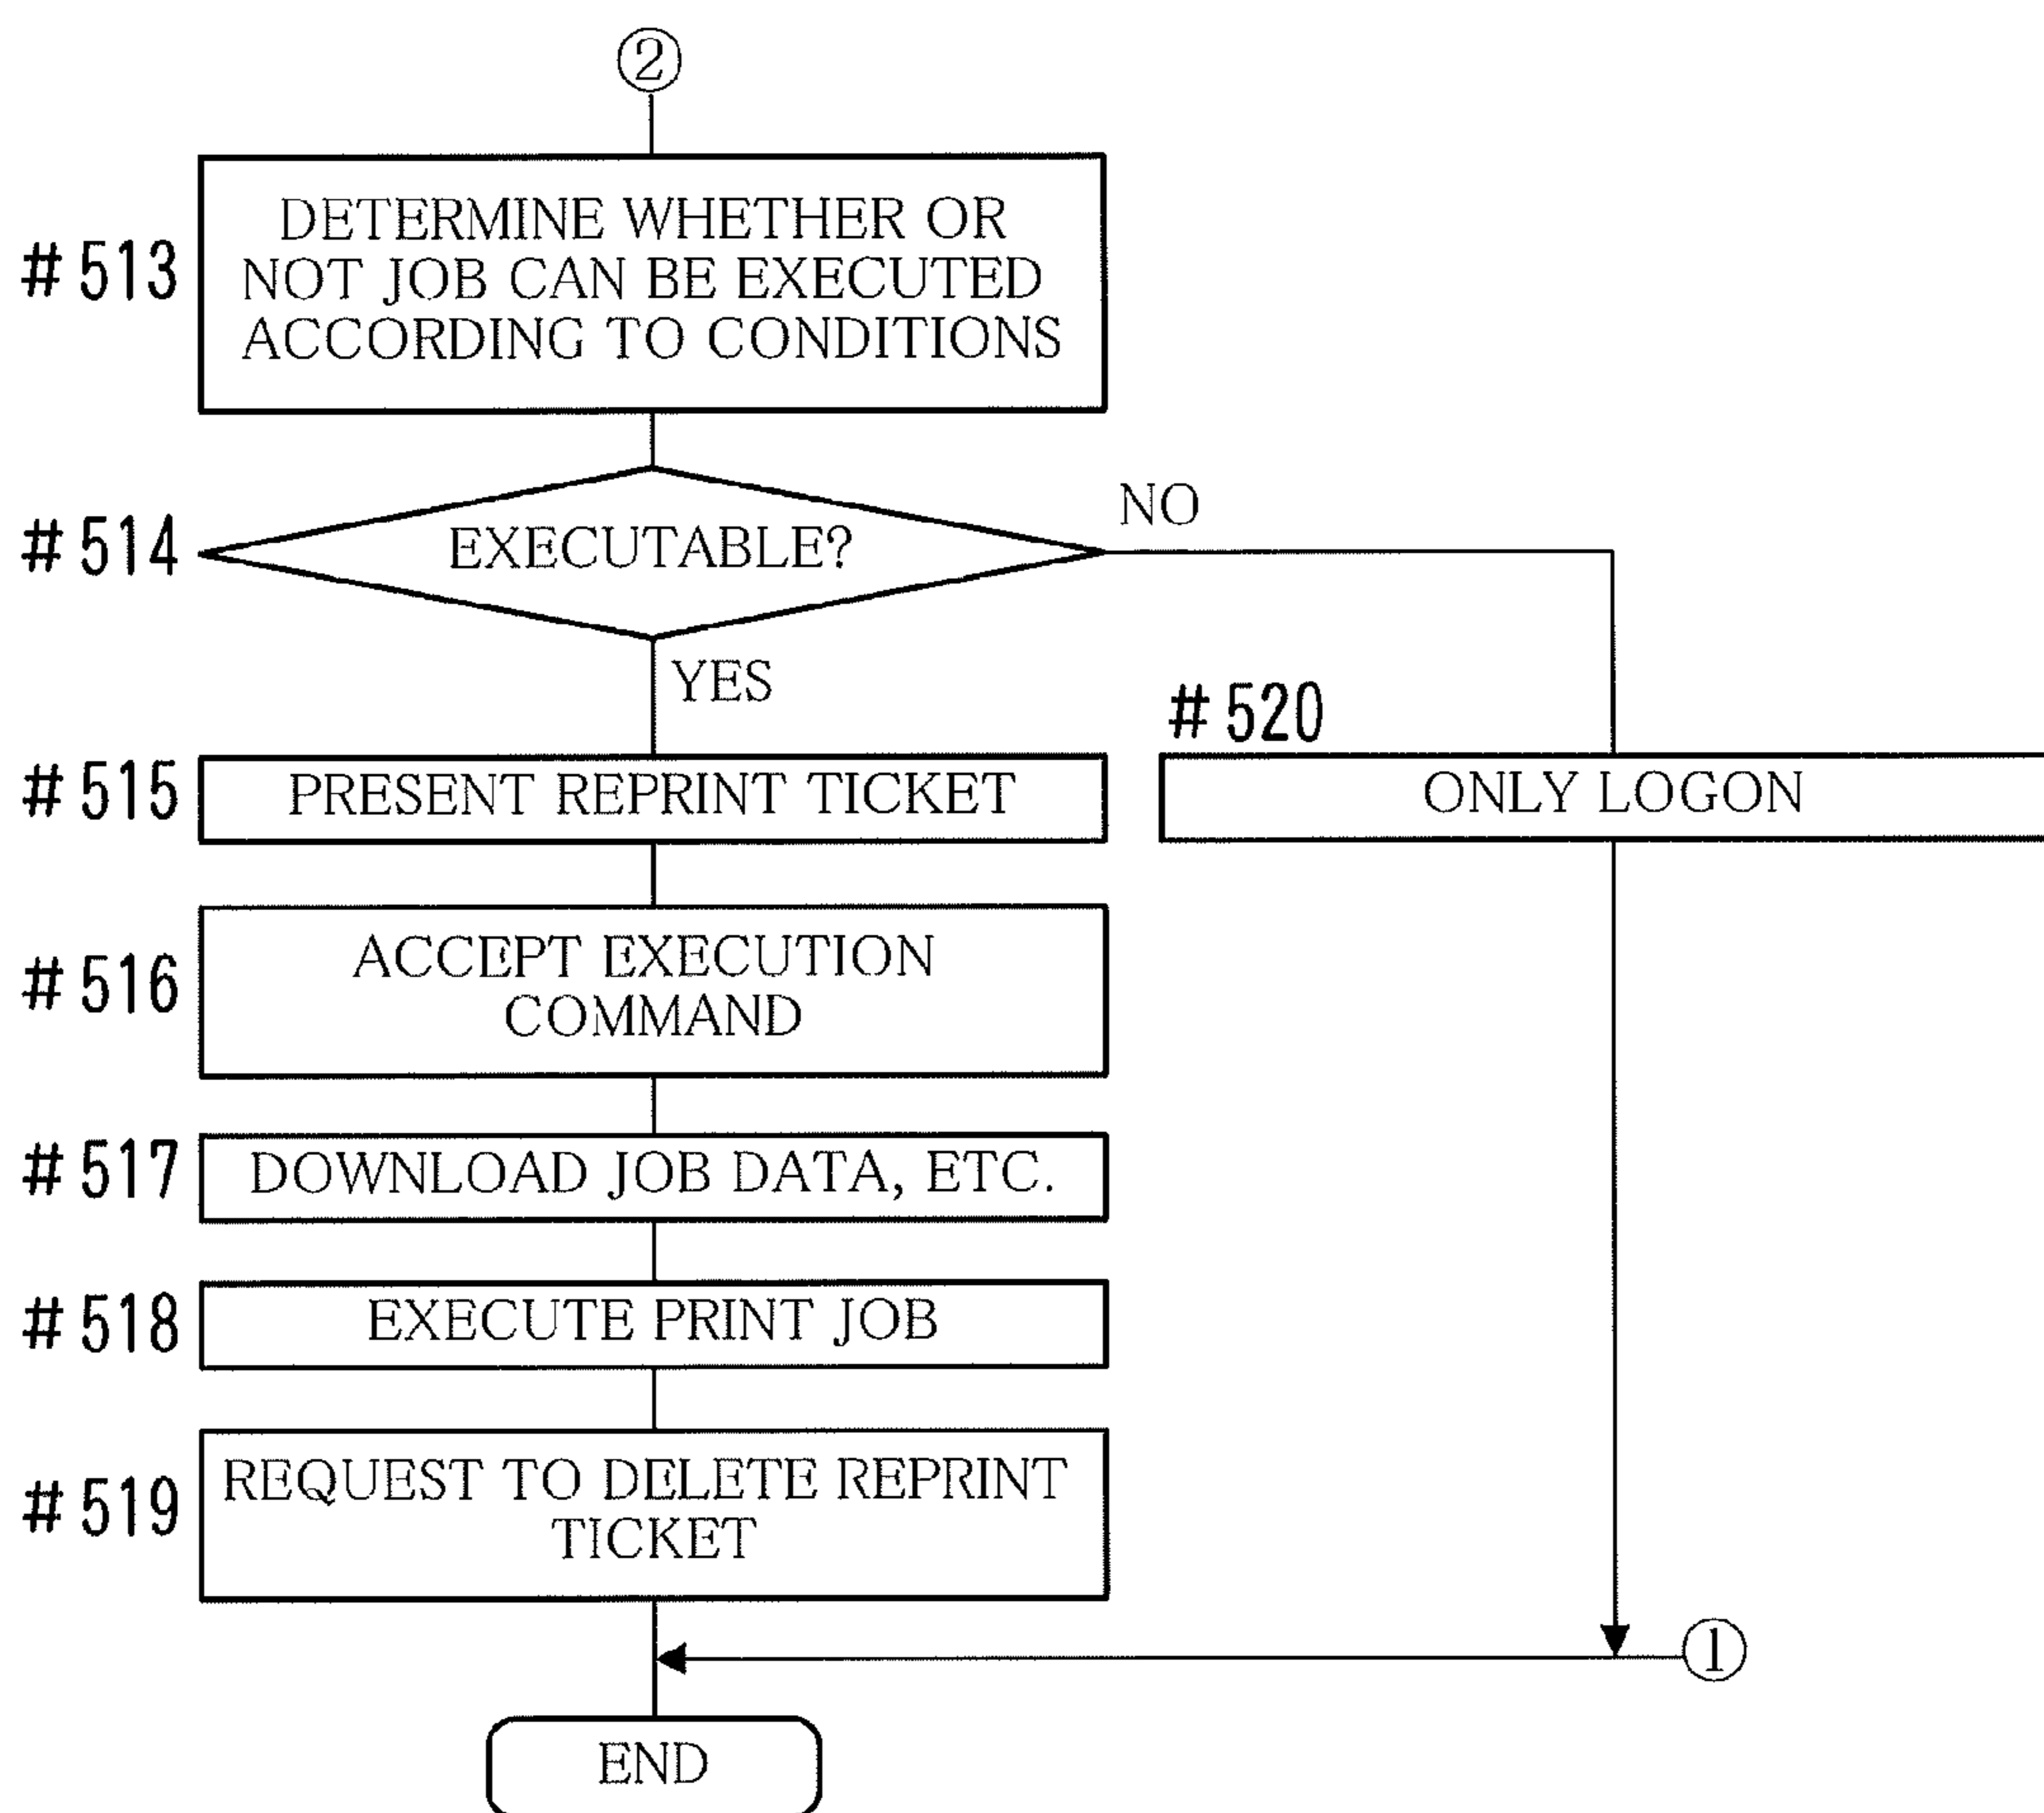 ②
#513
DETERMINE WHETHER OR
NOT JOB CAN BE EXECUTED
ACCORDING TO CONDITIONS
#514
EXECUTABLE?
NO
YES
#515
PRESENT REPRINT TICKET
#520
ONLY LOGON
#516
ACCEPT EXECUTION
COMMAND
#517
DOWNLOAD JOB DATA, ETC.
#518
EXECUTE PRINT JOB
#519
REQUEST TO DELETE REPRINT
TICKET
①
END